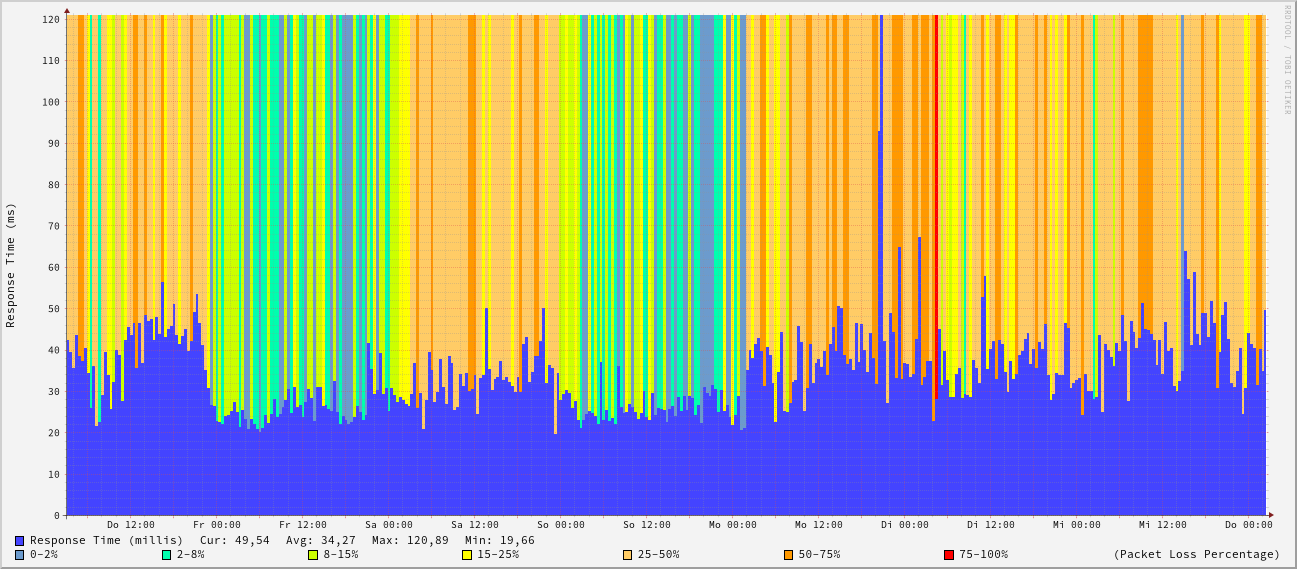 RRDTOOL / TOBI OETIKER
Response Time (ms)
120
110
100
90
80
70
60
50
40
30
20
10
0
Do 12:00 Fr 00:00 Fr 12:00 Sa 00:00 Sa 12:00 So 00:00 So 12:00 Mo 00:00 Mo 12:00 Di 00:00 Di 12:00 Mi 00:00 Mi 12:00 Do 00:00
Response Time (millis) Cur: 49,54 Avg: 34,27 Max: 120,89 Min: 19,66
0-2% 2-8% 8-15% 15-25% 25-50% 50-75% 75-100% (Packet Loss Percentage)